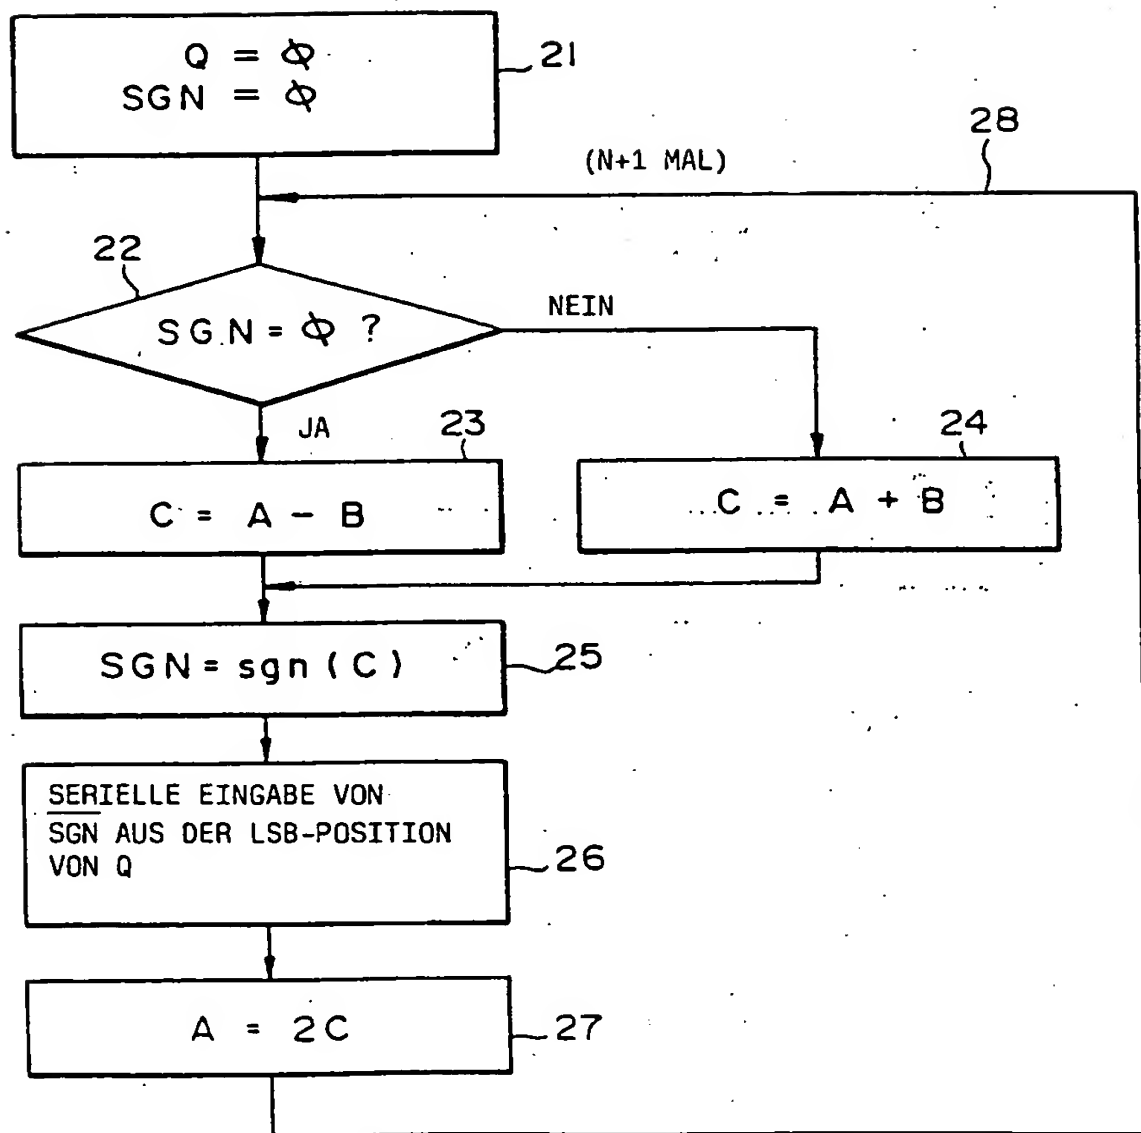 Q = Φ
SGN = Φ
21
28
(N+1 MAL)
22
SGN = Φ ?
NEIN
JA
23
24
C = A - B
C = A + B
SGN = sgn ( C )
25
SERIELLE EINGABE VON
S̅G̅N̅ AUS DER LSB-POSITION
VON Q
26
A = 2C
27